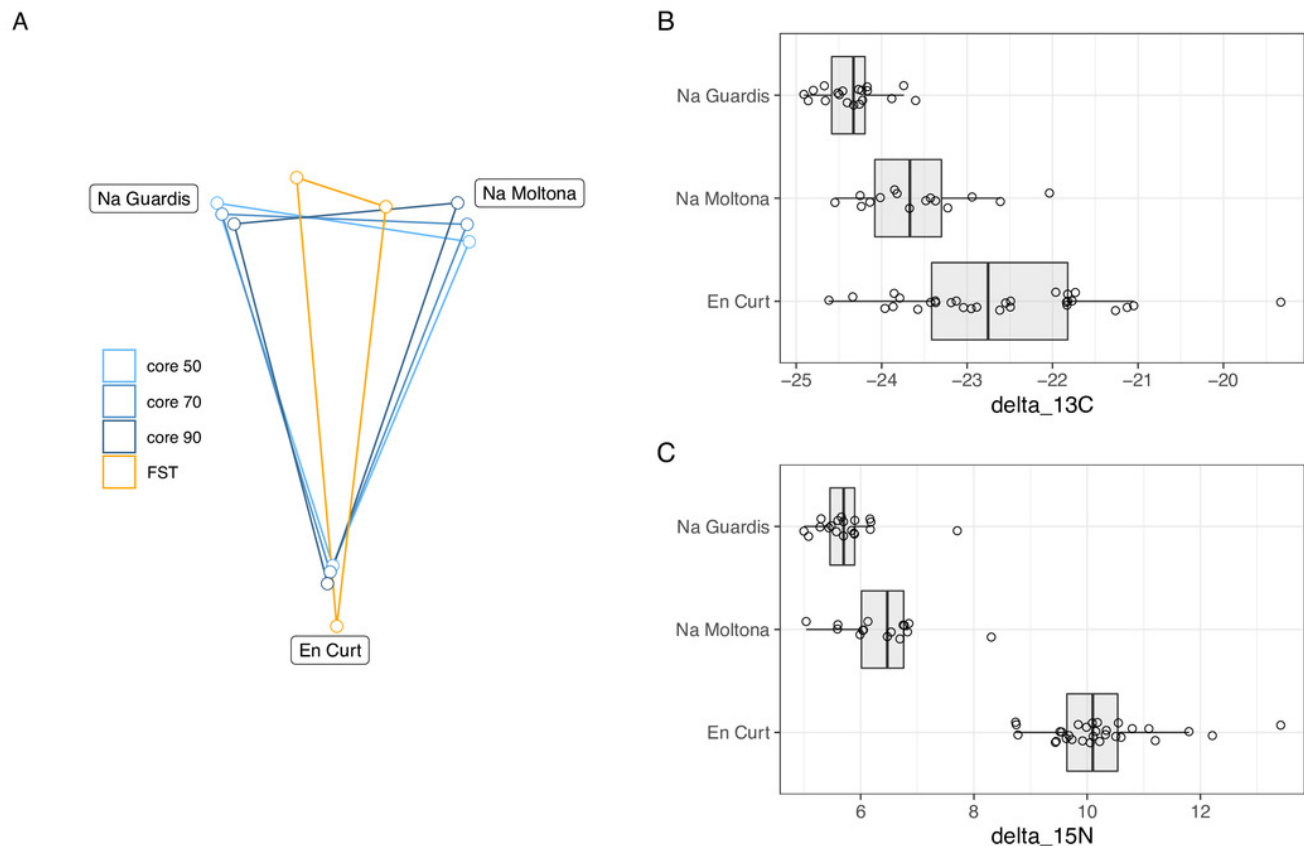 A
Na Guardis
Na Moltona
core 50
core 70
core 90
FST
En Curt
B
Na Guardis
Na Moltona
En Curt
−25 −24 −23 −22 −21 −20
delta_13C
C
Na Guardis
Na Moltona
En Curt
6 8 10 12
delta_15N